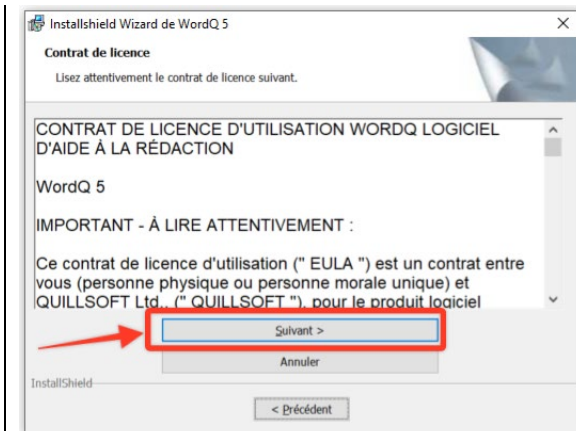 Installshield Wizard de WordQ 5
Contrat de licence
Lisez attentivement le contrat de licence suivant.
CONTRAT DE LICENCE D'UTILISATION WORDQ LOGICIEL
D'AIDE À LA RÉDACTION
WordQ 5
IMPORTANT - À LIRE ATTENTIVEMENT :
Ce contrat de licence d'utilisation (" EULA ") est un contrat entre
vous (personne physique ou personne morale unique) et
QUILLSOFT Ltd., (" QUILLSOFT "), pour le produit logiciel
Suivant >
Annuler
InstallShield
< Précédent